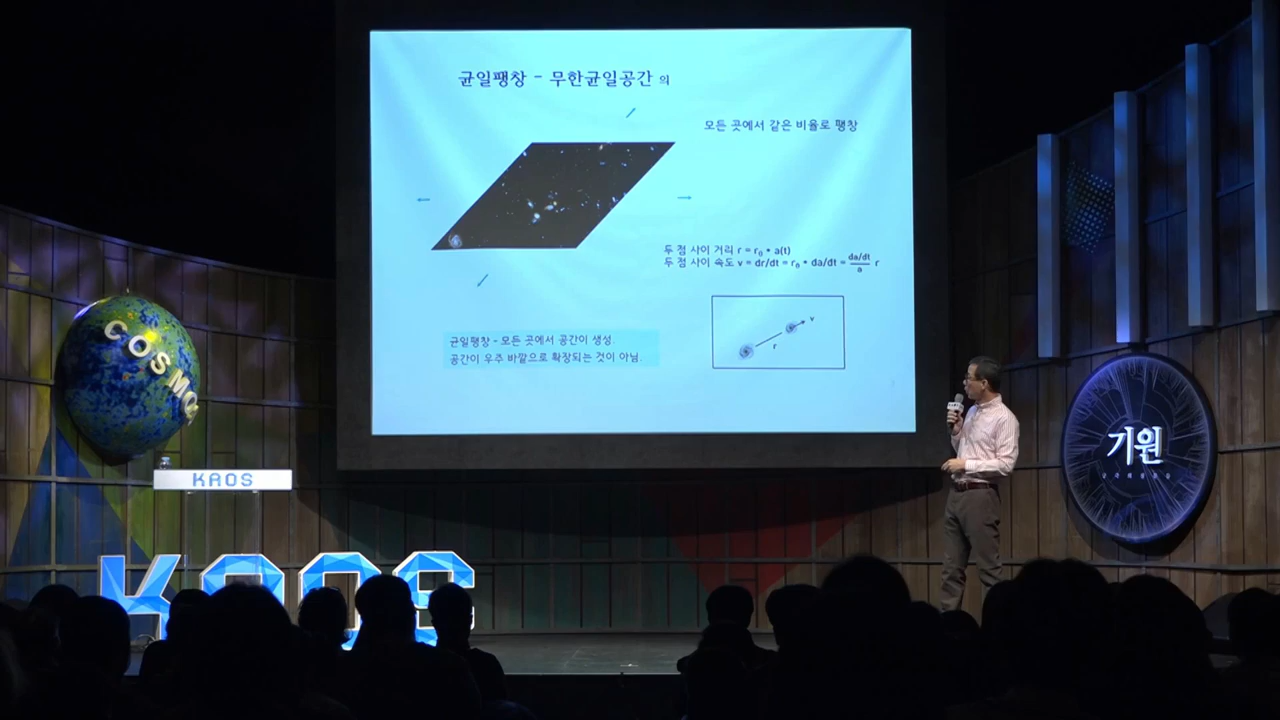 균일팽창 - 무한균일공간 의
모든 곳에서 같은 비율로 팽창
두 점 사이 거리 r = r₀ * a(t)
두 점 사이 속도 v = dr/dt = r₀ * da/dt = da/dt / a r
v
r
균일팽창 - 모든 곳에서 공간이 생성.
공간이 우주 바깥으로 확장되는 것이 아님.
COSMO
KAOS
기원
KAOS